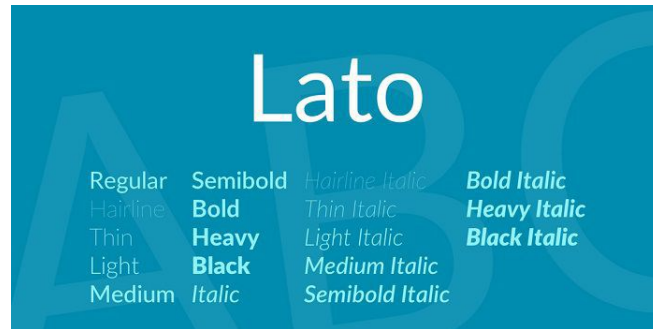 Lato
Regular
Hairline
Thin
Light
Medium
Semibold
Bold
Heavy
Black
Italic
Hairline Italic
Thin Italic
Light Italic
Medium Italic
Semibold Italic
Bold Italic
Heavy Italic
Black Italic
ABC